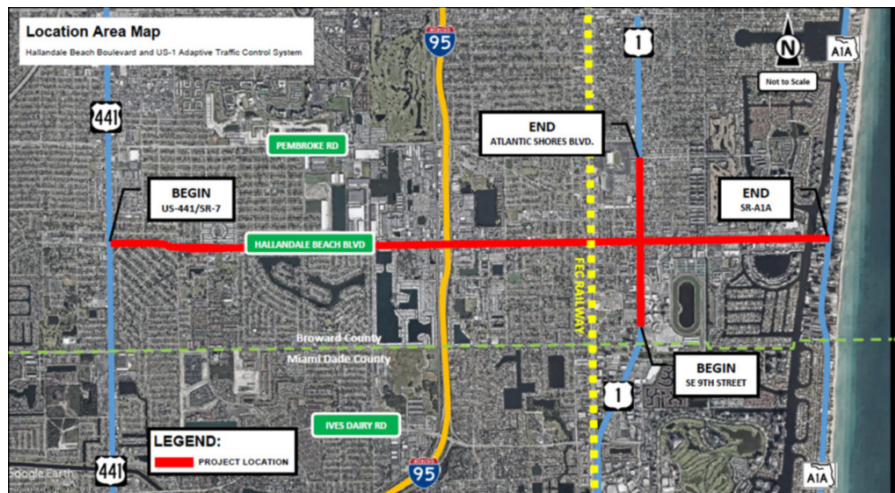 Location Area Map
Hallandale Beach Boulevard and US-1 Adaptive Traffic Control System
INTERSTATE
95
1
N
A1A
Not to Scale
441
END
ATLANTIC SHORES BLVD.
PEMBROKE RD
BEGIN
US-441/SR-7
END
SR-A1A
HALLANDALE BEACH BLVD
FEC RAILWAY
Broward County
Miami Dade County
BEGIN
SE 9TH STREET
1
IVES DAIRY RD
LEGEND:
PROJECT LOCATION
Google Earth
441
95
A1A